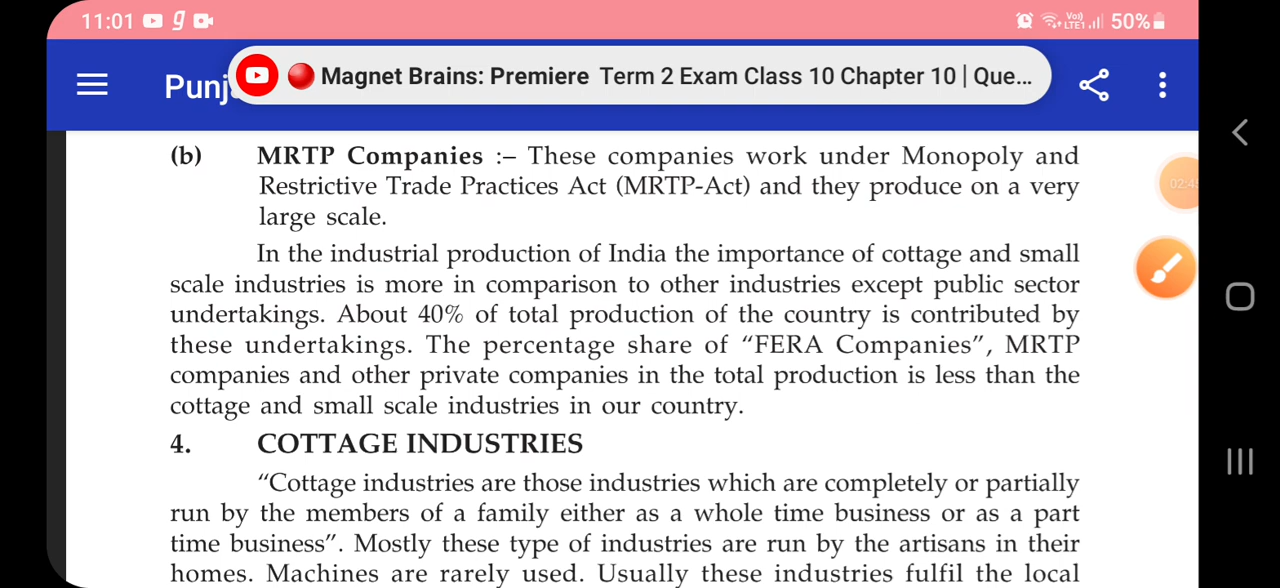 11:01 g Vo) LTE1 50%
Punj
Magnet Brains: Premiere Term 2 Exam Class 10 Chapter 10 | Que...
(b) MRTP Companies :– These companies work under Monopoly and
Restrictive Trade Practices Act (MRTP-Act) and they produce on a very
large scale.
02:45
In the industrial production of India the importance of cottage and small
scale industries is more in comparison to other industries except public sector
undertakings. About 40% of total production of the country is contributed by
these undertakings. The percentage share of “FERA Companies”, MRTP
companies and other private companies in the total production is less than the
cottage and small scale industries in our country.
4. COTTAGE INDUSTRIES
“Cottage industries are those industries which are completely or partially
run by the members of a family either as a whole time business or as a part
time business”. Mostly these type of industries are run by the artisans in their
homes. Machines are rarely used. Usually these industries fulfil the local